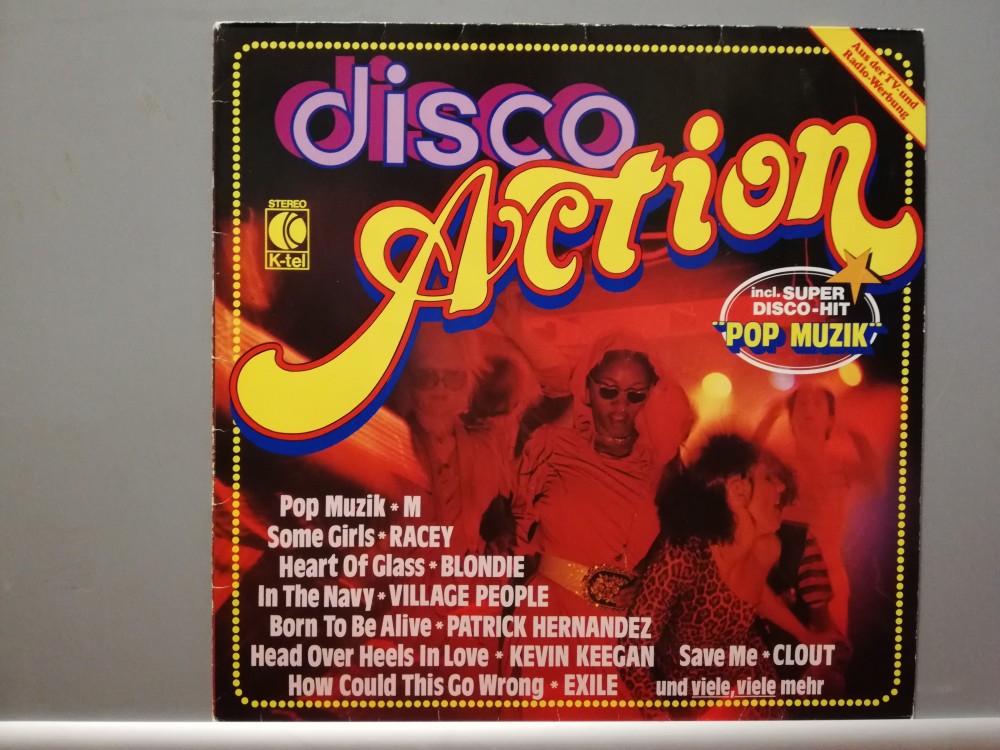 Aus der TV-und
Radio-Werbung
disco
Action
STEREO
K-tel
incl. SUPER
DISCO-HIT
"POP MUZIK"
Pop Muzik * M
Some Girls * RACEY
Heart Of Glass * BLONDIE
In The Navy * VILLAGE PEOPLE
Born To Be Alive * PATRICK HERNANDEZ
Head Over Heels In Love * KEVIN KEEGAN Save Me * CLOUT
How Could This Go Wrong * EXILE und viele, viele mehr